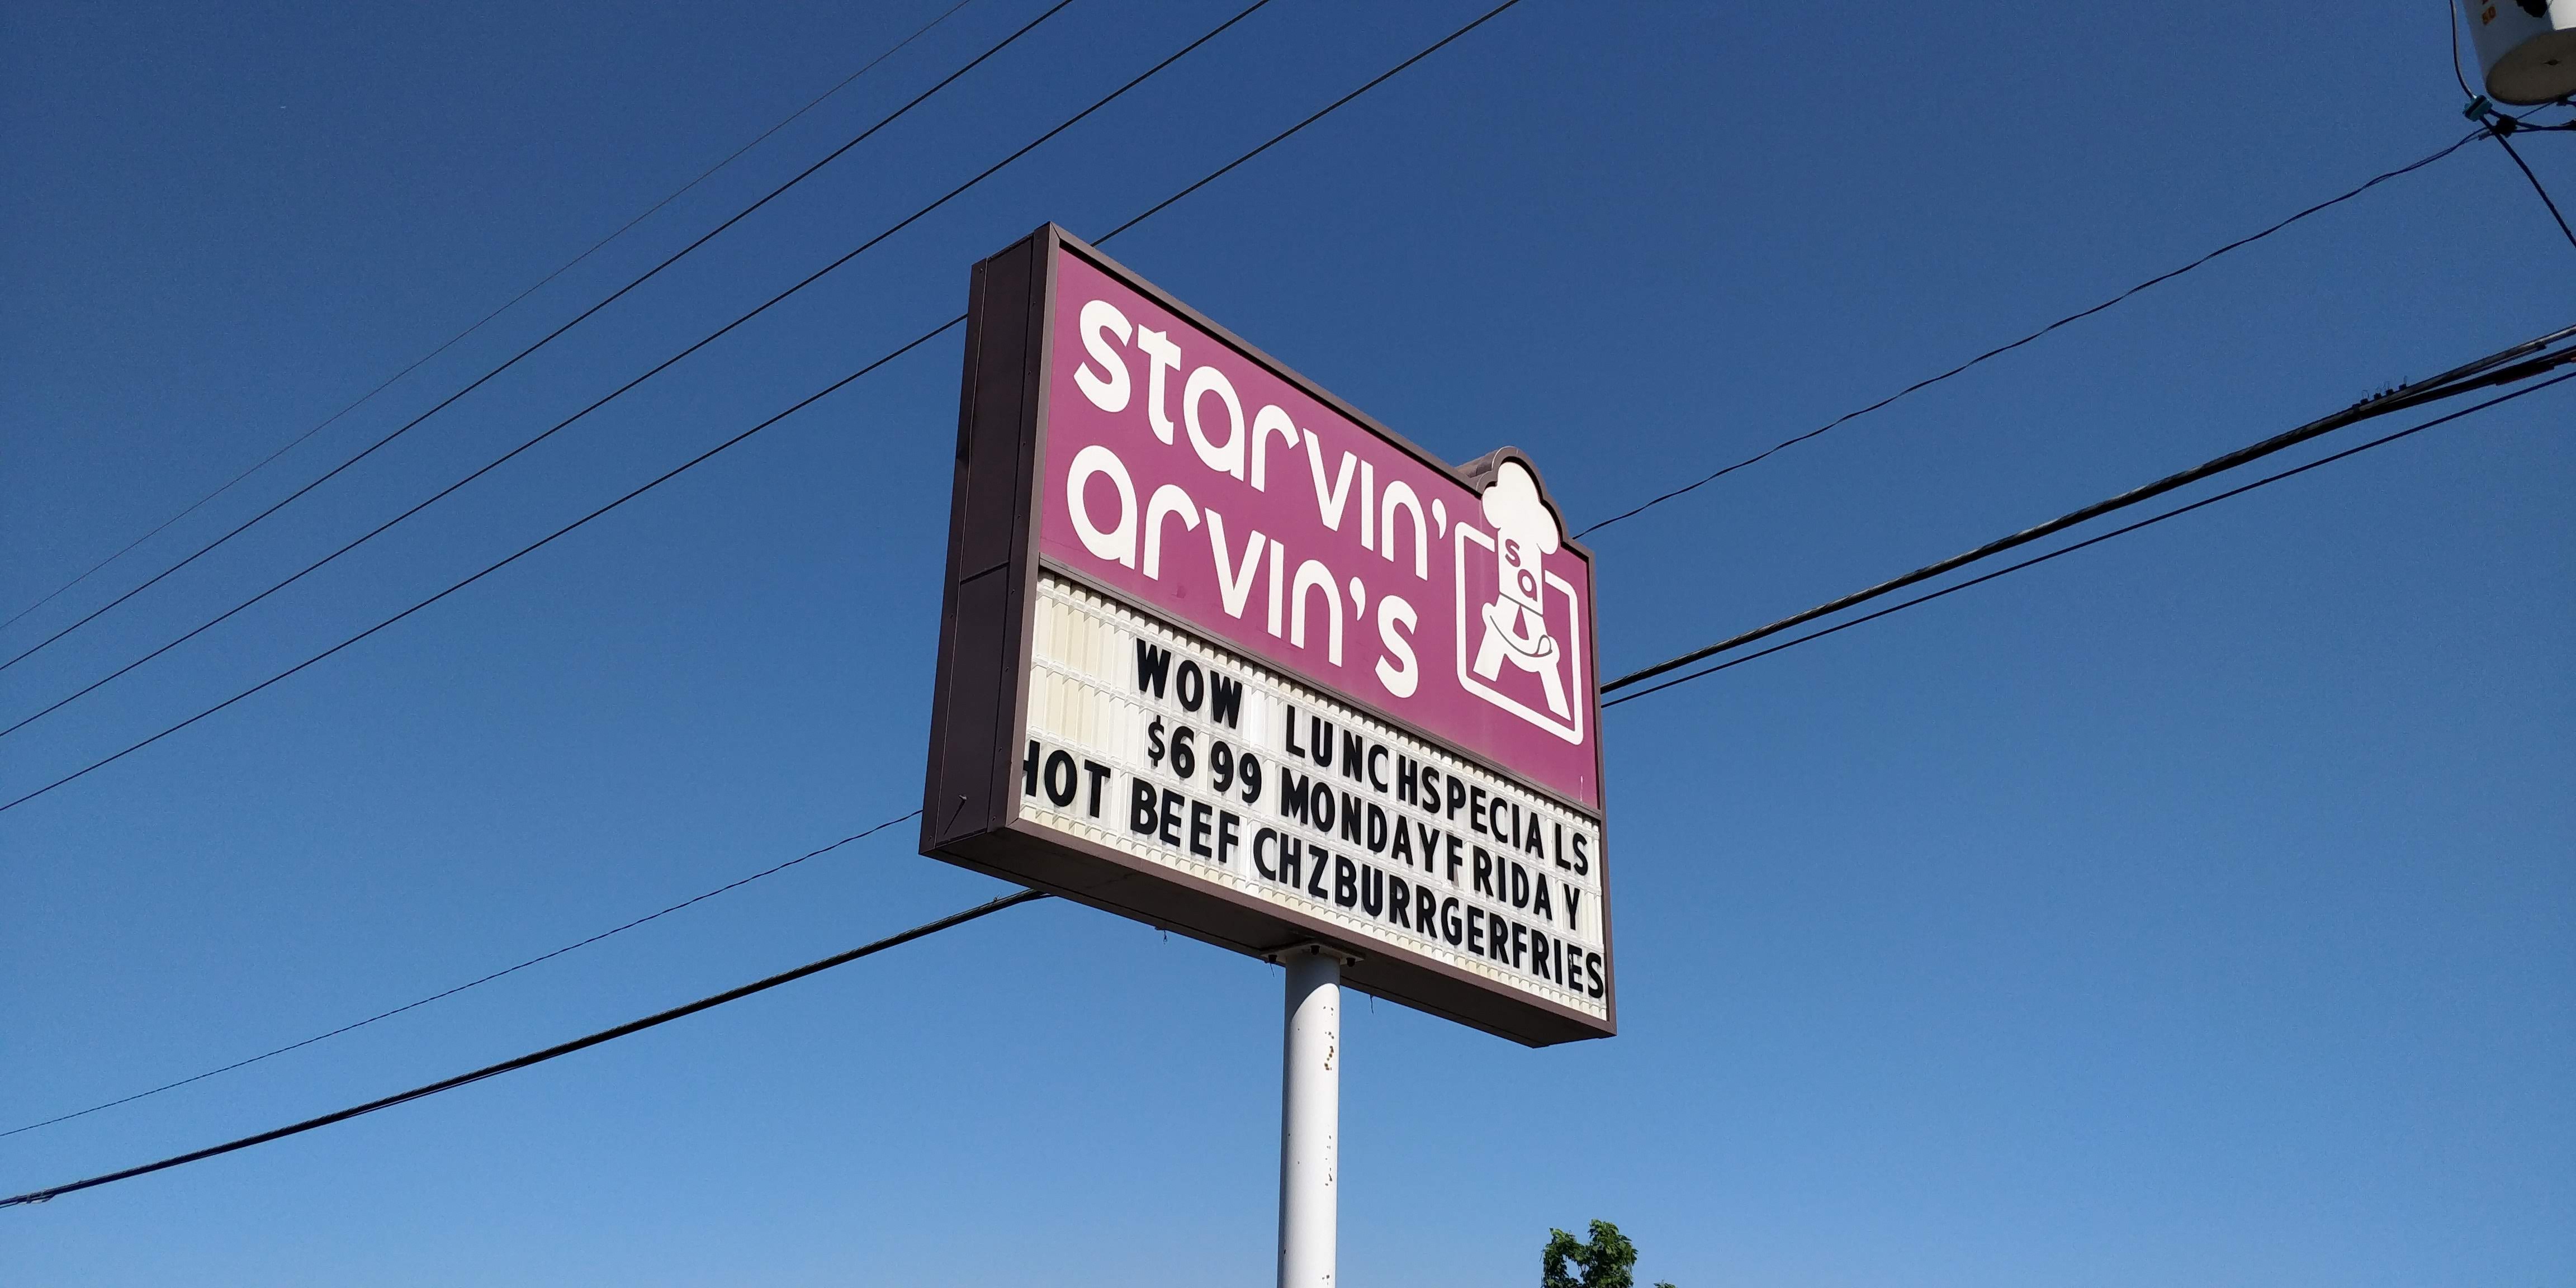 starvin'
arvin's
sa
WOW LUNCHSPECIALS
$6 99 MONDAYFRIDAY
HOT BEEF CHZBURRGERFRIES